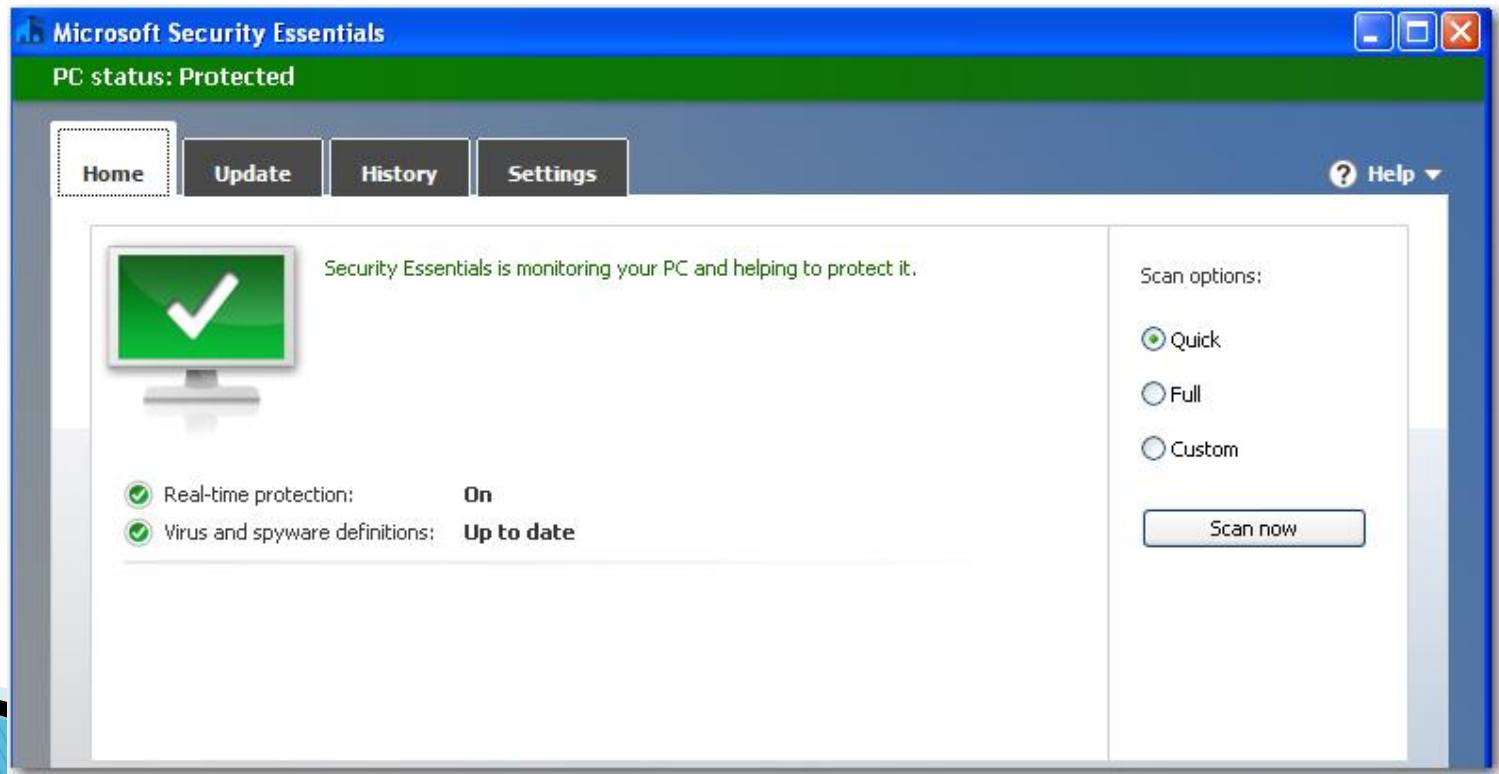 Microsoft Security Essentials
PC status: Protected
Home
Update
History
Settings
? Help
Security Essentials is monitoring your PC and helping to protect it.
Real-time protection: On
Virus and spyware definitions: Up to date
Scan options:
Quick
Full
Custom
Scan now